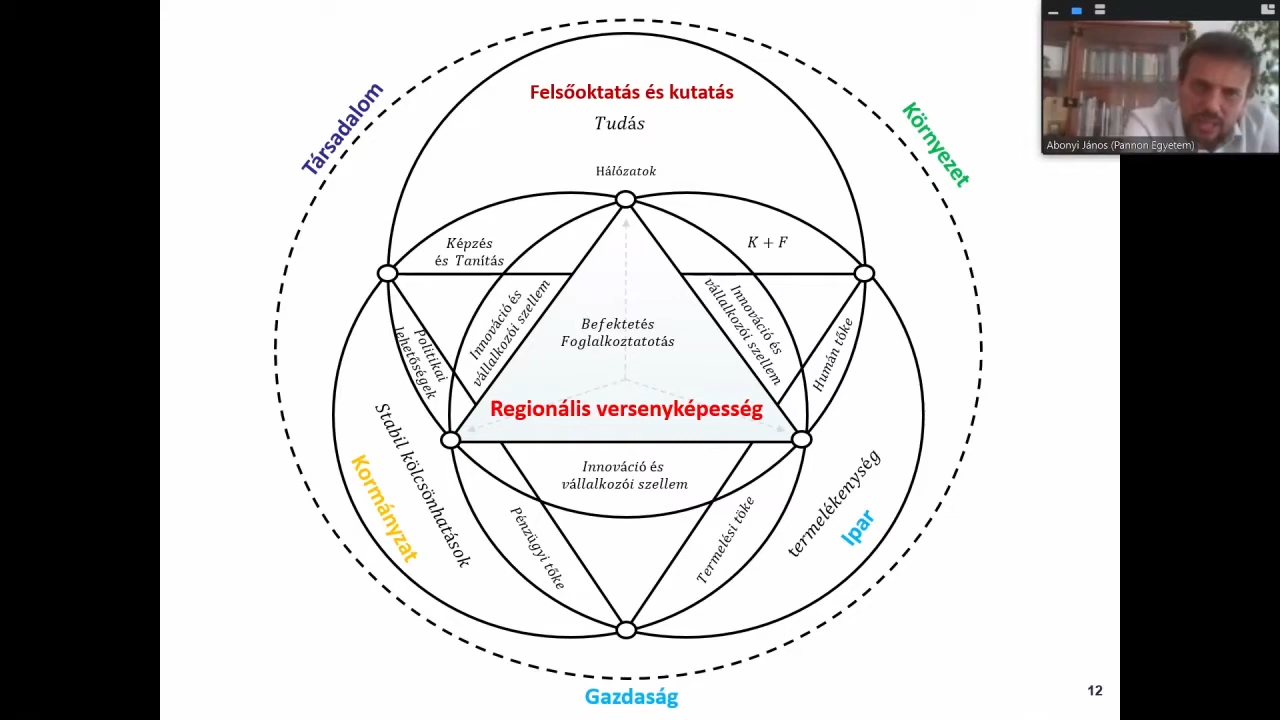 Felsőoktatás és kutatás
Tudás
Hálózatok
Társadalom
Környezet
Képzés
és Tanítás
K + F
Innováció és
vállalkozói szellem
Innováció és
vállalkozói szellem
Politikai
lehetőségek
Humán tőke
Befektetés
Foglalkoztatotás
Regionális versenyképesség
Innováció és
vállalkozói szellem
Stabil kölcsönhatások
Kormányzat
Pénzügyi tőke
Termelési töke
termelékenység
Ipar
Gazdaság
12
Abonyi János (Pannon Egyetem)